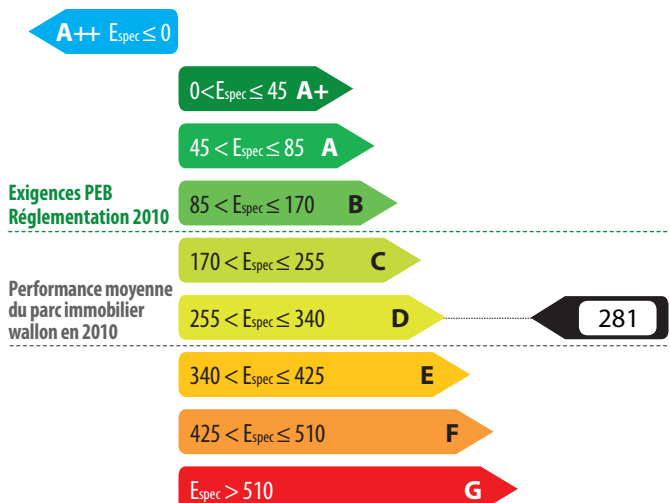 A++ Espec ≤ 0
0<Espec ≤ 45 A+
45 < Espec ≤ 85 A
Exigences PEB
Réglementation 2010
85 < Espec ≤ 170 B
170 < Espec ≤ 255 C
Performance moyenne
du parc immobilier
wallon en 2010
255 < Espec ≤ 340 D
281
340 < Espec ≤ 425 E
425 < Espec ≤ 510 F
Espec > 510 G